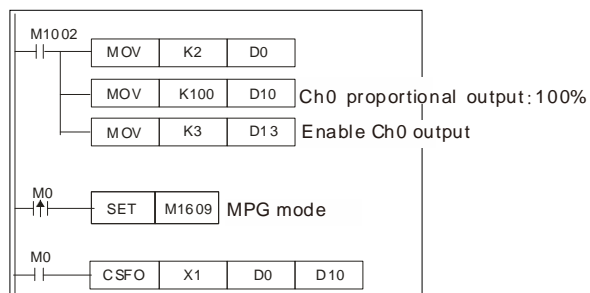 M1002
MOV K2 D0
MOV K100 D10 Ch0 proportional output: 100%
MOV K3 D13 Enable Ch0 output
M0
SET M1609 MPG mode
M0
CSFO X1 D0 D10